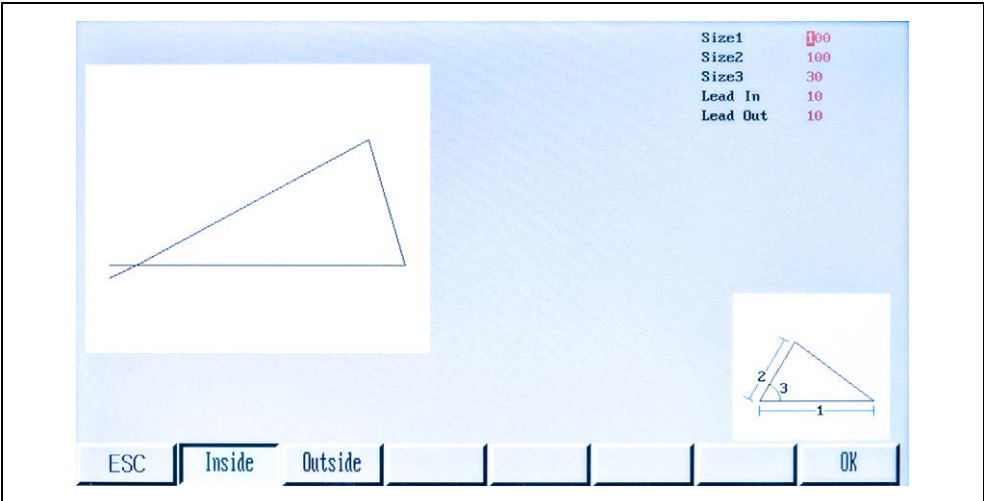 Size1 100
Size2 100
Size3 30
Lead In 10
Lead Out 10
2
3
1
ESC Inside Outside OK